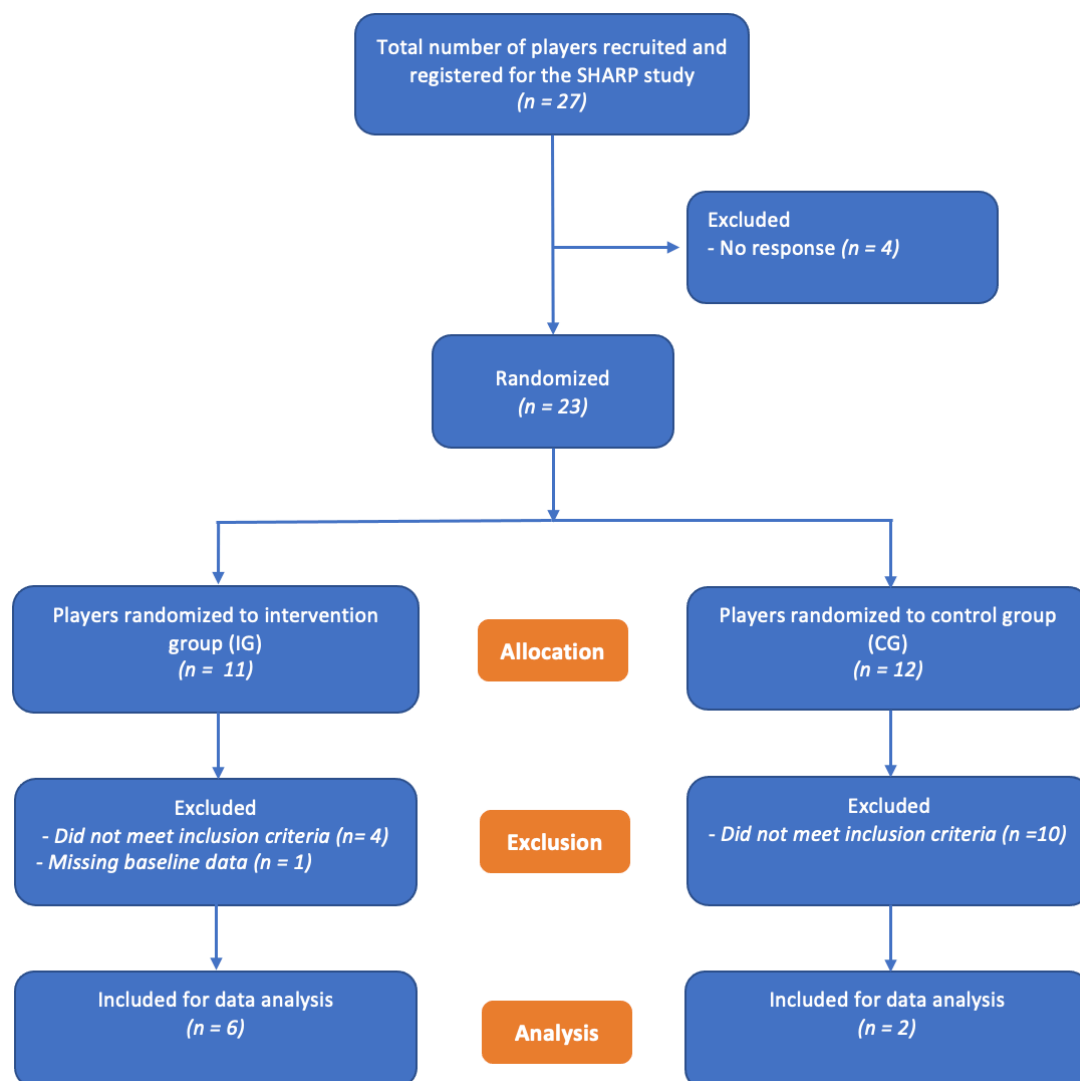 Total number of players recruited and
registered for the SHARP study
(n = 27)
Excluded
- No response (n = 4)
Randomized
(n = 23)
Players randomized to intervention
group (IG)
(n =  11)
Allocation
Players randomized to control group
(CG)
(n = 12)
Excluded
- Did not meet inclusion criteria (n= 4)
- Missing baseline data (n = 1)
Exclusion
Excluded
- Did not meet inclusion criteria (n =10)
Included for data analysis
(n = 6)
Analysis
Included for data analysis
(n = 2)